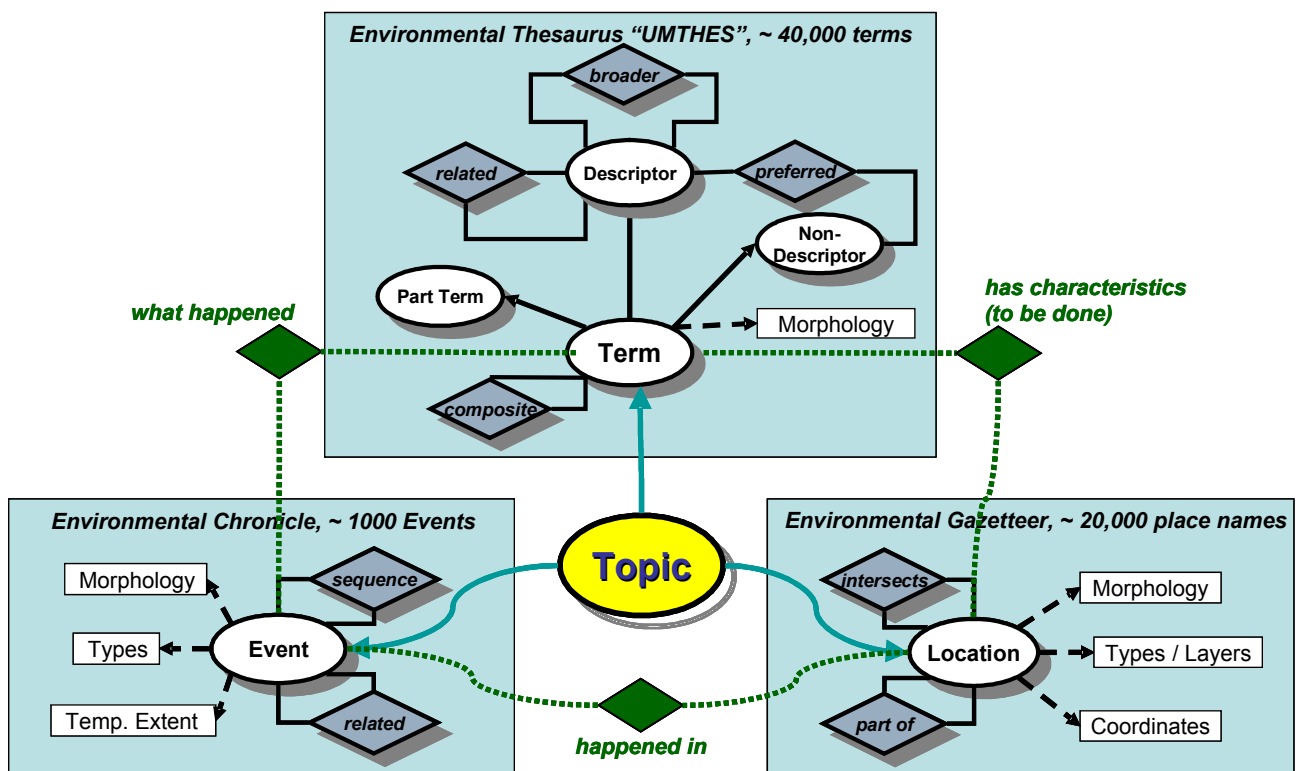 Environmental Thesaurus “UMTHES”, ~ 40,000 terms
broader
related
Descriptor
preferred
Non-
Descriptor
Part Term
what happened
has characteristics
(to be done)
Morphology
Term
composite
Environmental Chronicle, ~ 1000 Events
Environmental Gazetteer, ~ 20,000 place names
Topic
Morphology
sequence
Types
Event
Temp. Extent
related
happened in
intersects
Morphology
Location
Types / Layers
part of
Coordinates